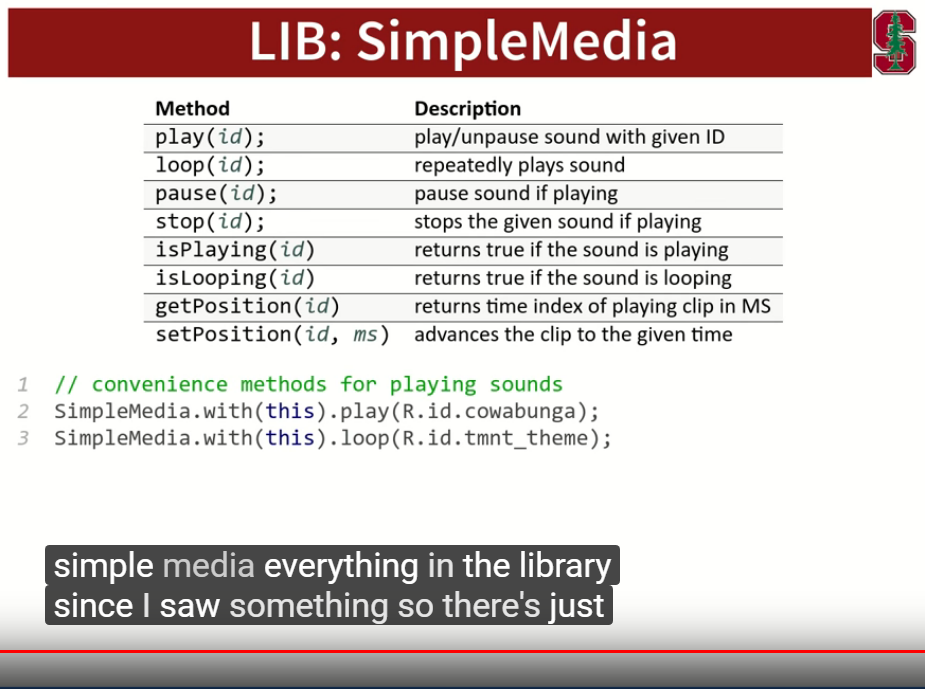 LIB: SimpleMedia
S
Method Description
play(id); play/unpause sound with given ID
loop(id); repeatedly plays sound
pause(id); pause sound if playing
stop(id); stops the given sound if playing
isPlaying(id) returns true if the sound is playing
isLooping(id) returns true if the sound is looping
getPosition(id) returns time index of playing clip in MS
setPosition(id, ms) advances the clip to the given time
1 // convenience methods for playing sounds
2 SimpleMedia.with(this).play(R.id.cowabunga);
3 SimpleMedia.with(this).loop(R.id.tmnt_theme);
simple media everything in the library
since I saw something so there's just